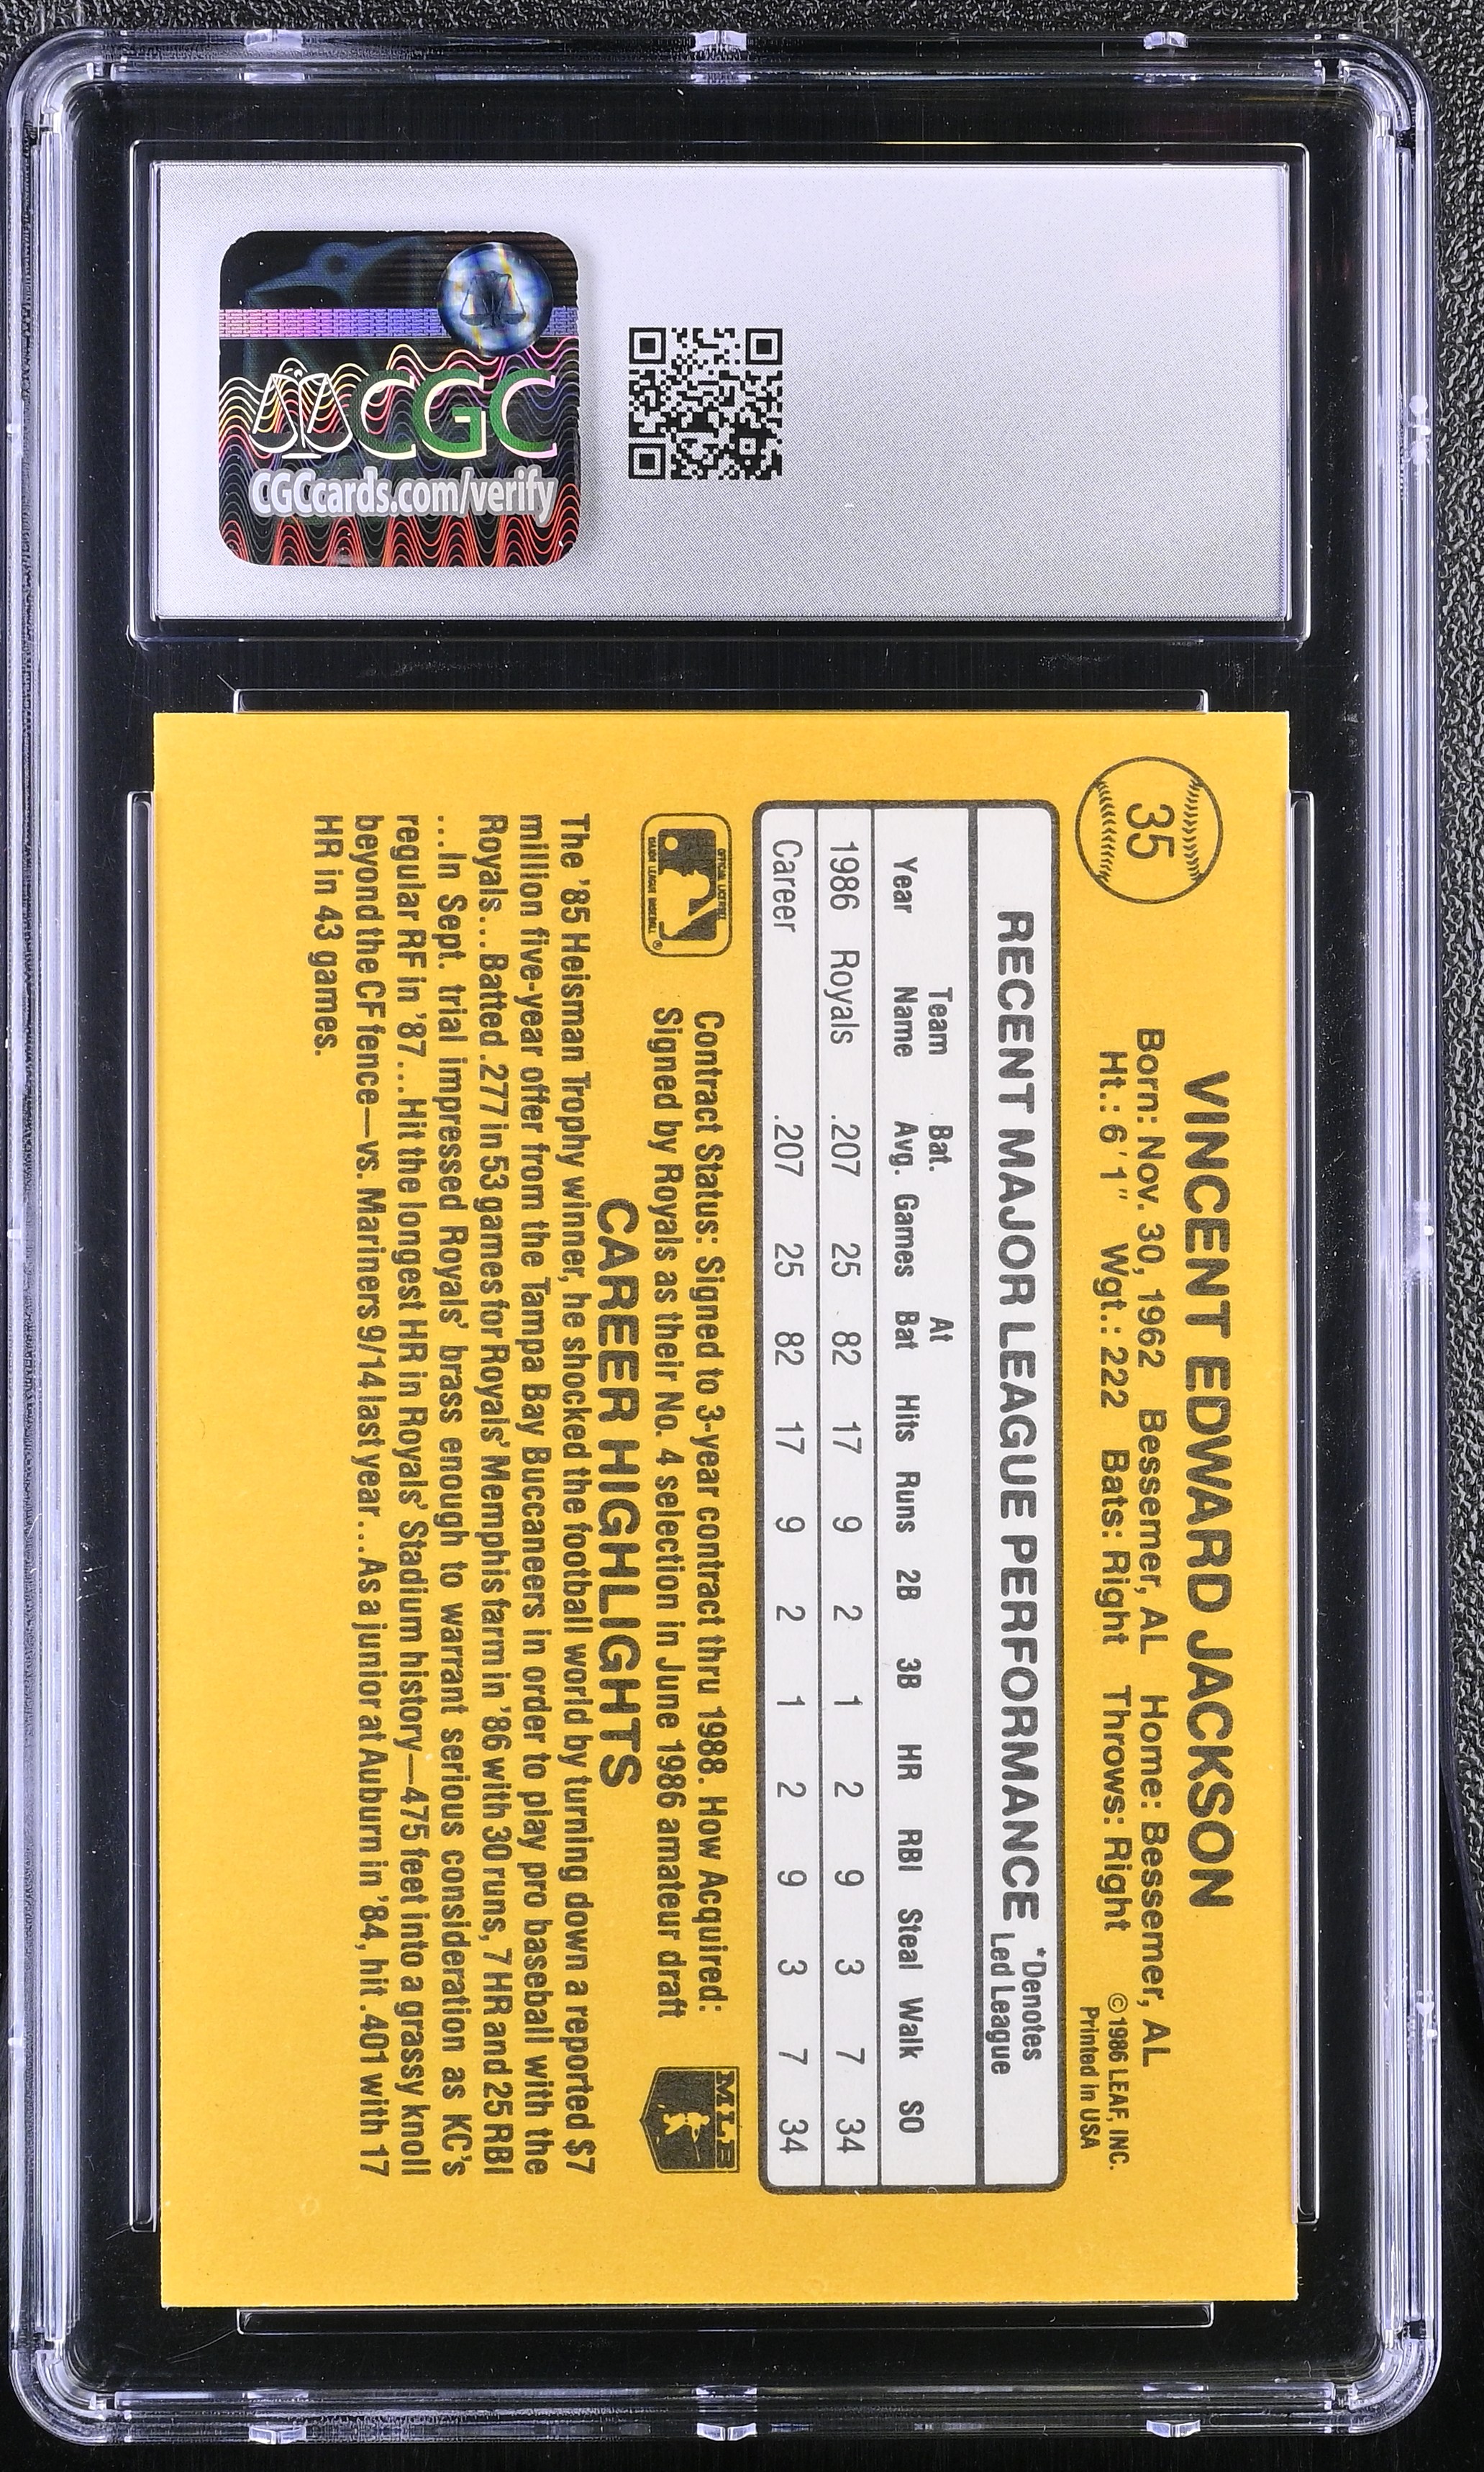 CGC
CGCcards.com/verify
35
VINCENT EDWARD JACKSON
Born: Nov. 30, 1962 Bessemer, AL Home: Bessemer, AL
Ht.: 6'1" Wgt.: 222 Bats: Right Throws: Right
©1986 LEAF, INC.
Printed in USA
RECENT MAJOR LEAGUE PERFORMANCE *Denotes Led League
Year Team Name Bat. Avg. Games At Bat Hits Runs 2B 3B HR RBI Steal Walk SO
1986 Royals .207 25 82 17 9 2 1 2 9 3 7 34
Career .207 25 82 17 9 2 1 2 9 3 7 34
OFFICIAL LICENSEE
MAJOR LEAGUE BASEBALL ®
Contract Status: Signed to 3-year contract thru 1988. How Acquired:
Signed by Royals as their No. 4 selection in June 1986 amateur draft
MLB
CAREER HIGHLIGHTS
The '85 Heisman Trophy winner, he shocked the football world by turning down a reported $7
million five-year offer from the Tampa Bay Buccaneers in order to play pro baseball with the
Royals...Batted .277 in 53 games for Royals' Memphis farm in '86 with 30 runs, 7 HR and 25 RBI
...In Sept. trial impressed Royals' brass enough to warrant serious consideration as KC's
regular RF in '87...Hit the longest HR in Royals' Stadium history—475 feet into a grassy knoll
beyond the CF fence—vs. Mariners 9/14 last year...As a junior at Auburn in '84, hit .401 with 17
HR in 43 games.